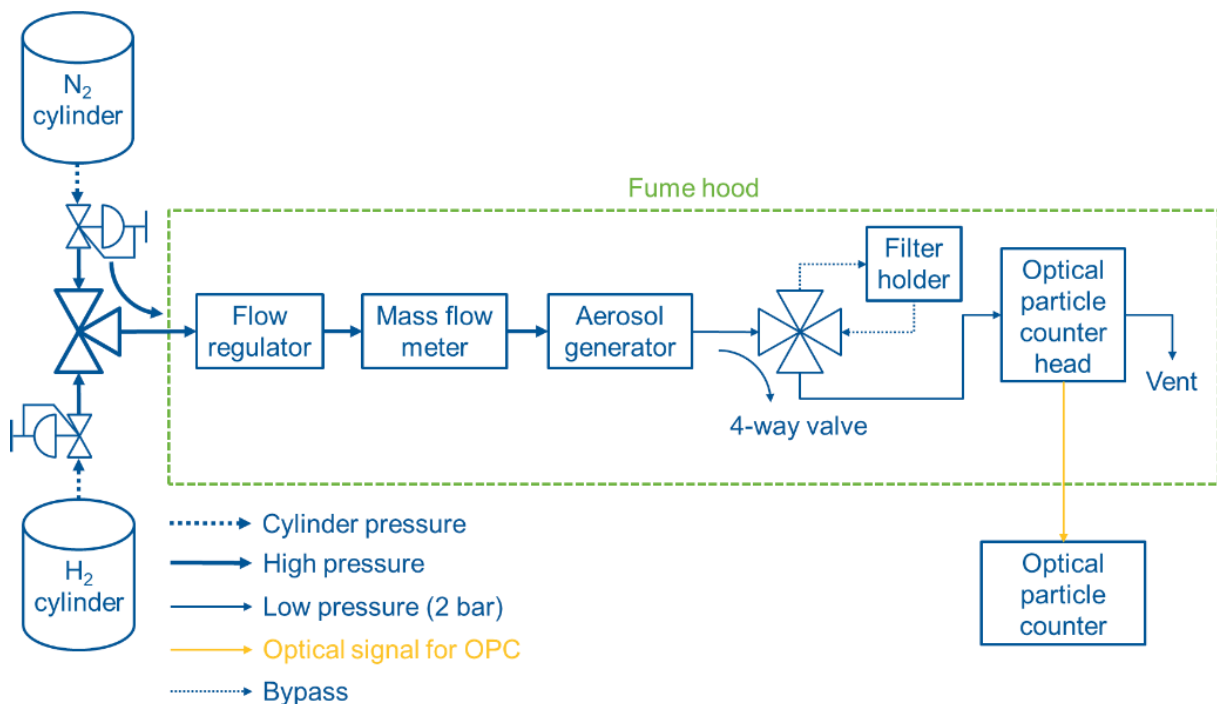 N₂
cylinder
Fume hood
Filter
holder
Optical
particle
counter
head
Flow
regulator
Mass flow
meter
Aerosol
generator
Vent
4-way valve
Cylinder pressure
High pressure
Low pressure (2 bar)
Optical signal for OPC
Bypass
H₂
cylinder
Optical
particle
counter